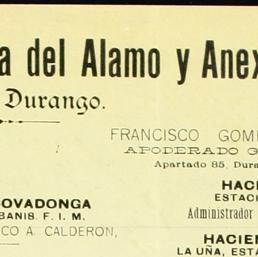 a del Alamo y Anex
Durango.
FRANCISCO GOM
APODERADO G
Apartado 85, Dura
HACI
ESTACI
Administrador
OVADONGA
BANIS. F. I. M.
CO A. CALDERON,
HACIEN
LA UÑA, ESTA